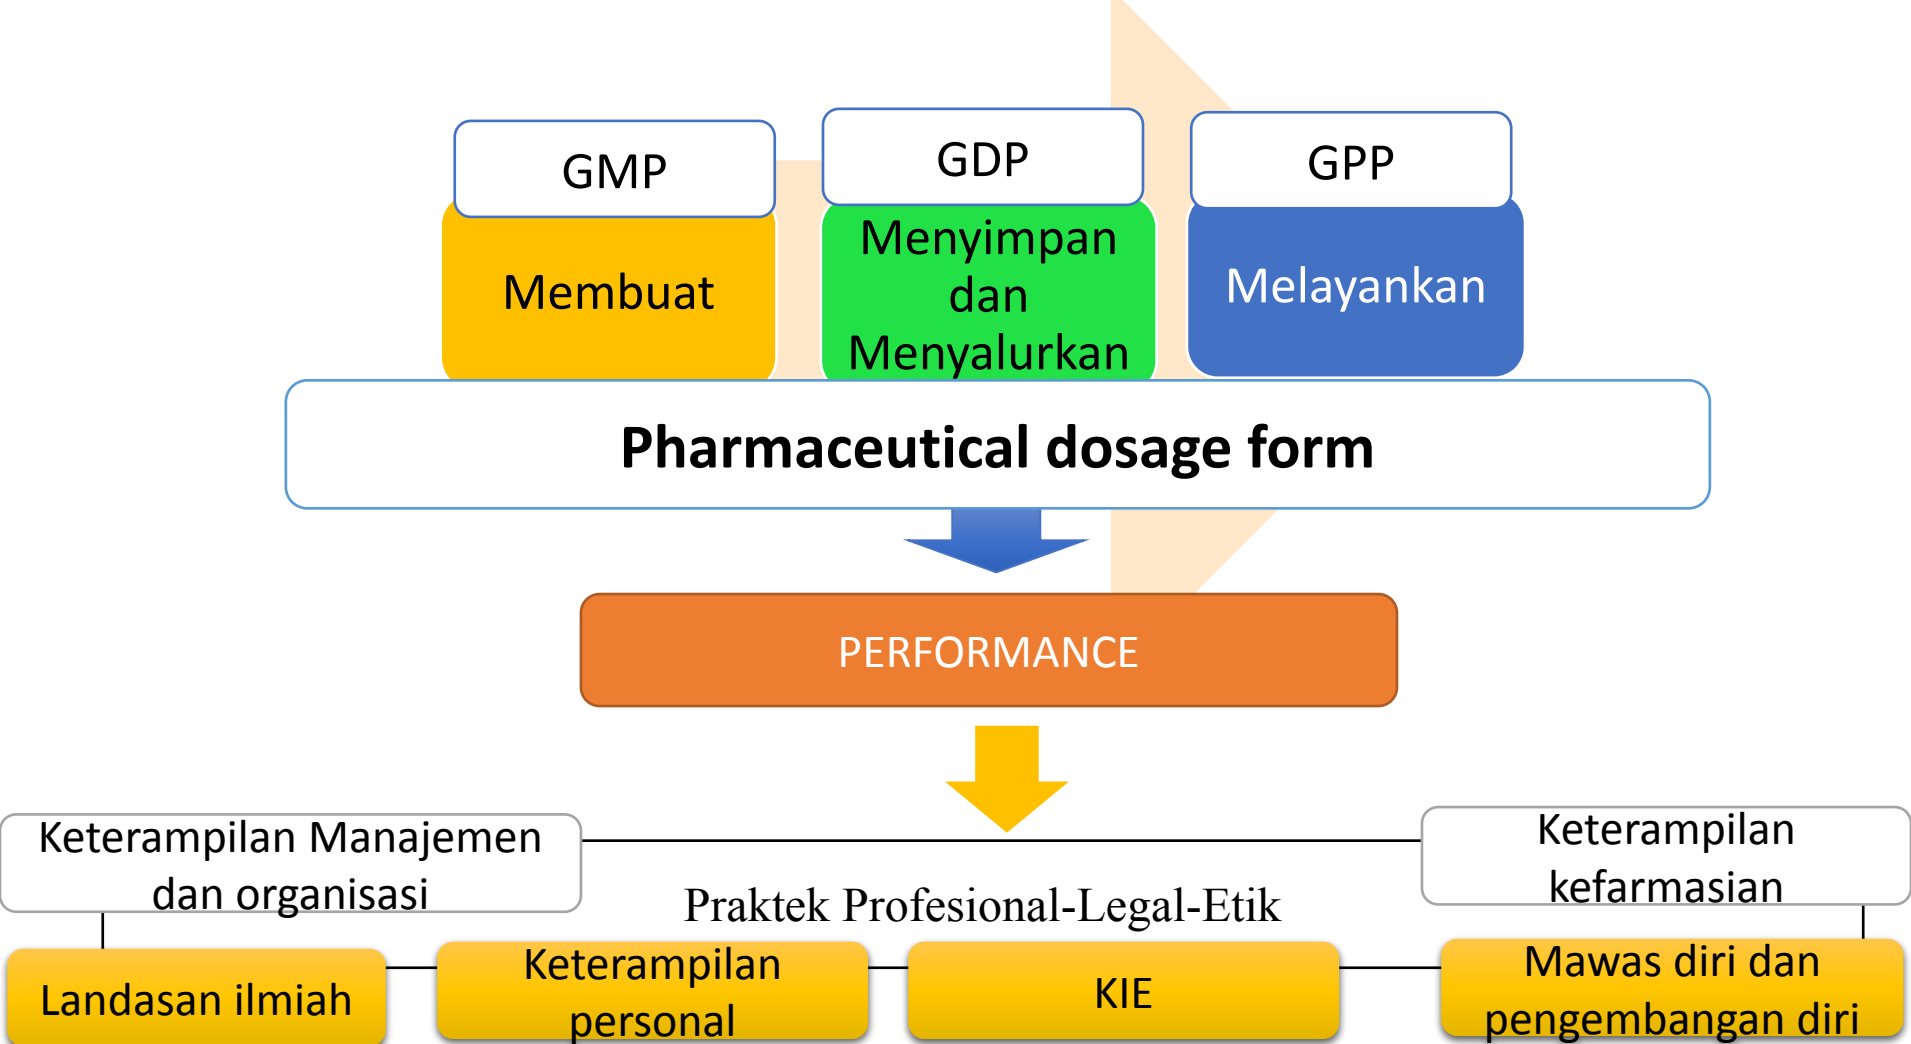 GMP
GDP
GPP
Membuat
Menyimpan
dan
Menyalurkan
Melayankan
Pharmaceutical dosage form
PERFORMANCE
Keterampilan Manajemen
dan organisasi
Keterampilan
kefarmasian
Praktek Profesional-Legal-Etik
Landasan ilmiah
Keterampilan
personal
KIE
Mawas diri dan
pengembangan diri